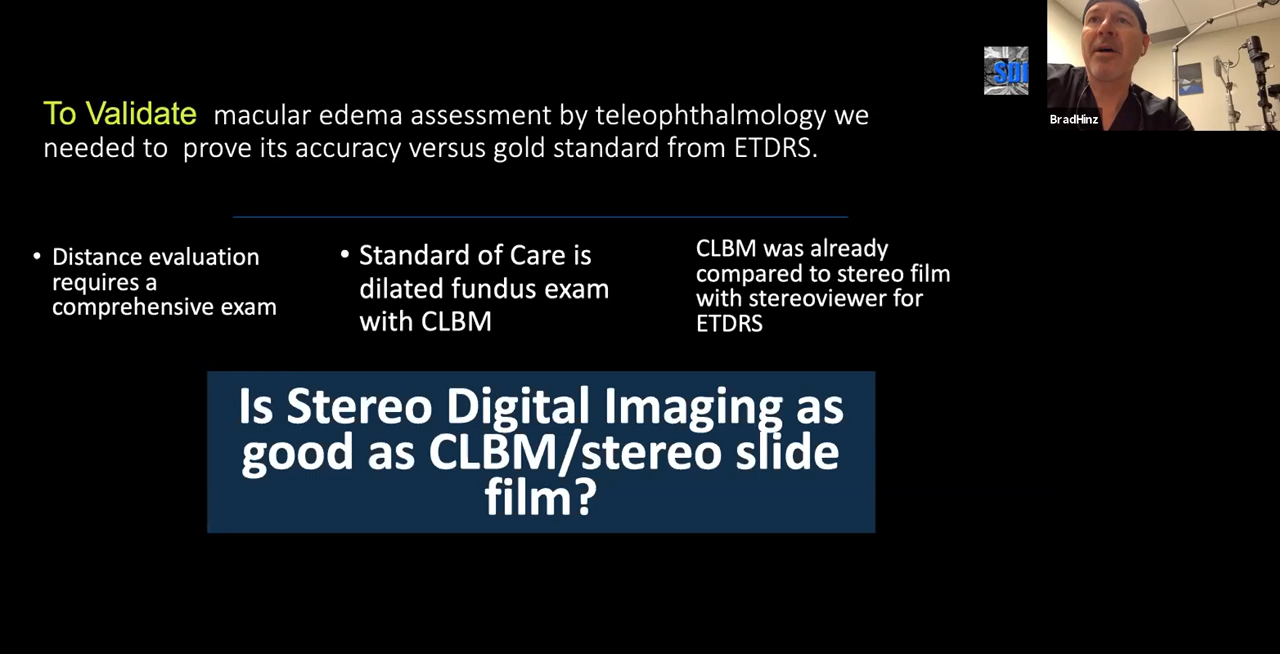 To Validate macular edema assessment by teleophthalmology we
needed to prove its accuracy versus gold standard from ETDRS.
SDI
BradHinz
• Distance evaluation
requires a
comprehensive exam
• Standard of Care is
dilated fundus exam
with CLBM
CLBM was already
compared to stereo film
with stereoviewer for
ETDRS
Is Stereo Digital Imaging as
good as CLBM/stereo slide
film?